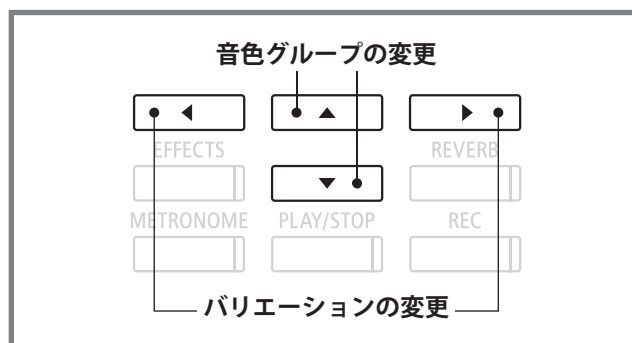 音色グループの変更
EFFECTS
REVERB
METRONOME
PLAY/STOP
REC
バリエーションの変更